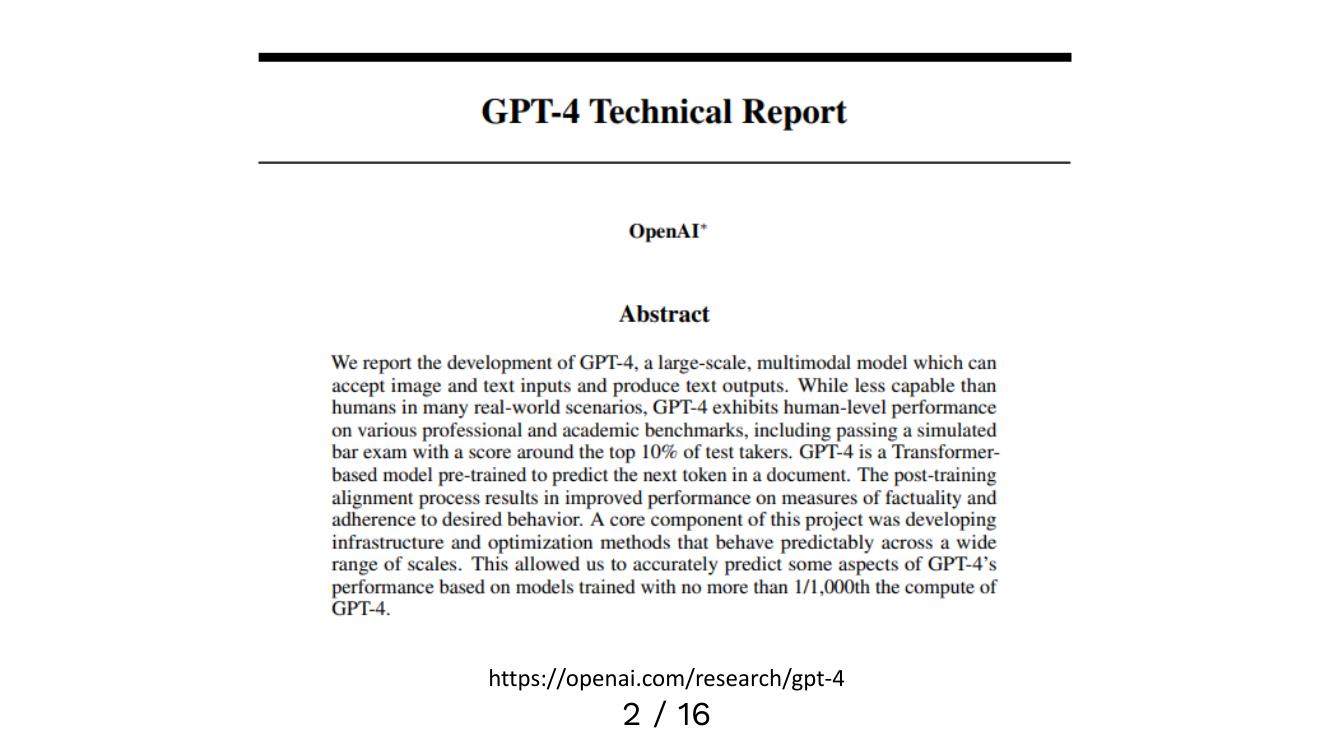 GPT-4 Technical Report
OpenAI*
Abstract
We report the development of GPT-4, a large-scale, multimodal model which can
accept image and text inputs and produce text outputs. While less capable than
humans in many real-world scenarios, GPT-4 exhibits human-level performance
on various professional and academic benchmarks, including passing a simulated
bar exam with a score around the top 10% of test takers. GPT-4 is a Transformer-
based model pre-trained to predict the next token in a document. The post-training
alignment process results in improved performance on measures of factuality and
adherence to desired behavior. A core component of this project was developing
infrastructure and optimization methods that behave predictably across a wide
range of scales. This allowed us to accurately predict some aspects of GPT-4's
performance based on models trained with no more than 1/1,000th the compute of
GPT-4.
https://openai.com/research/gpt-4
2 / 16